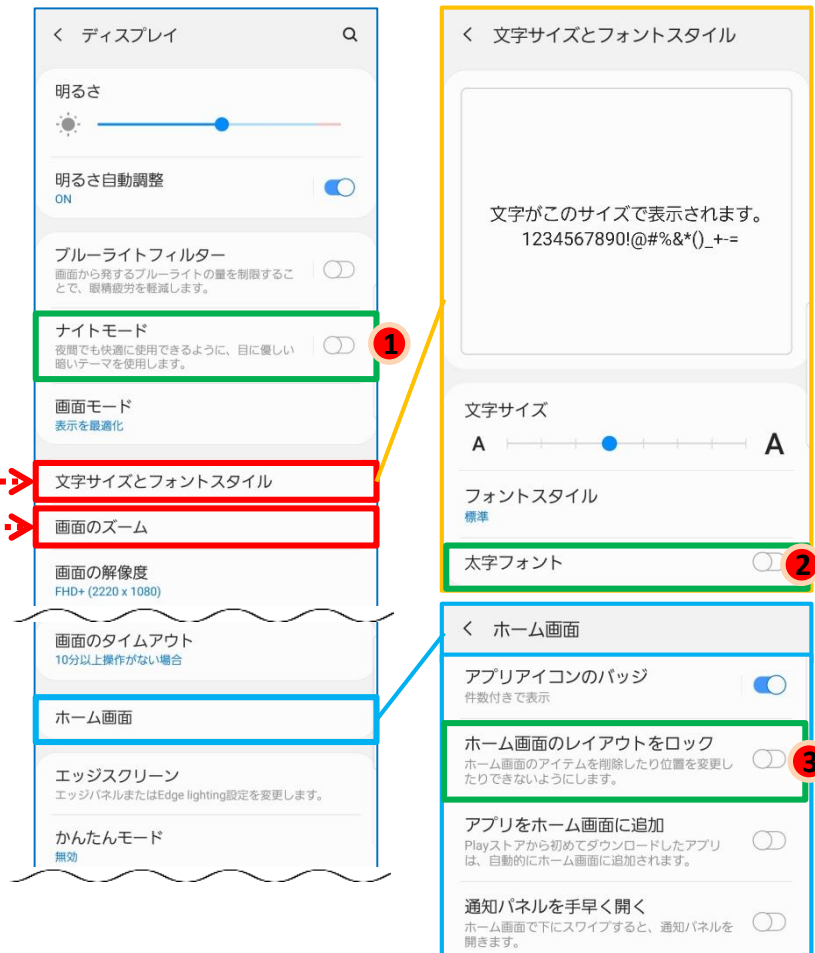 ディスプレイ
明るさ
明るさ自動調整
ON
ブルーライトフィルター
画面から発するブルーライトの量を制限するこ
とで、眼精疲労を軽減します。
ナイトモード
夜間でも快適に使用できるように、目に優しい
暗いテーマを使用します。
1
画面モード
表示を最適化
文字サイズとフォントスタイル
画面のズーム
画面の解像度
FHD+ (2220 x 1080)
画面のタイムアウト
10分以上操作がない場合
ホーム画面
エッジスクリーン
エッジパネルまたはEdge lighting設定を変更します。
かんたんモード
無効
文字サイズとフォントスタイル
文字がこのサイズで表示されます。
1234567890!@#%&*()_+-=
文字サイズ
A A
フォントスタイル
標準
太字フォント
2
ホーム画面
アプリアイコンのバッジ
件数付きで表示
ホーム画面のレイアウトをロック
ホーム画面のアイテムを削除したり位置を変更し
たりできないようにします。
3
アプリをホーム画面に追加
Playストアから初めてダウンロードしたアプリ
は、自動的にホーム画面に追加されます。
通知パネルを手早く開く
ホーム画面で下にスワイプすると、通知パネルを
開きます。